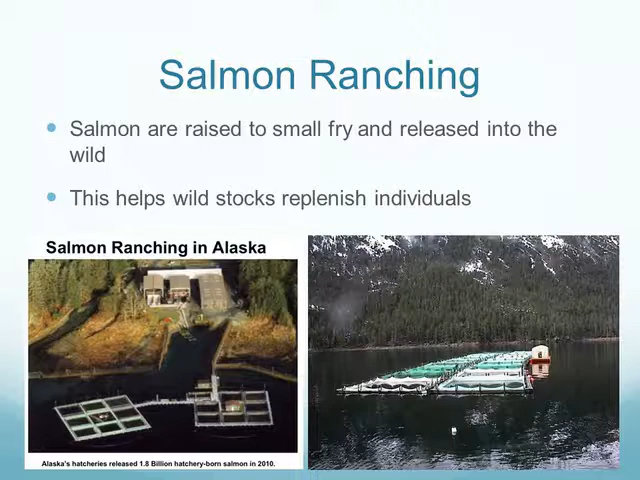 Salmon Ranching
Salmon are raised to small fry and released into the
wild
This helps wild stocks replenish individuals
Salmon Ranching in Alaska
Alaska's hatcheries released 1.8 Billion hatchery-born salmon in 2010.